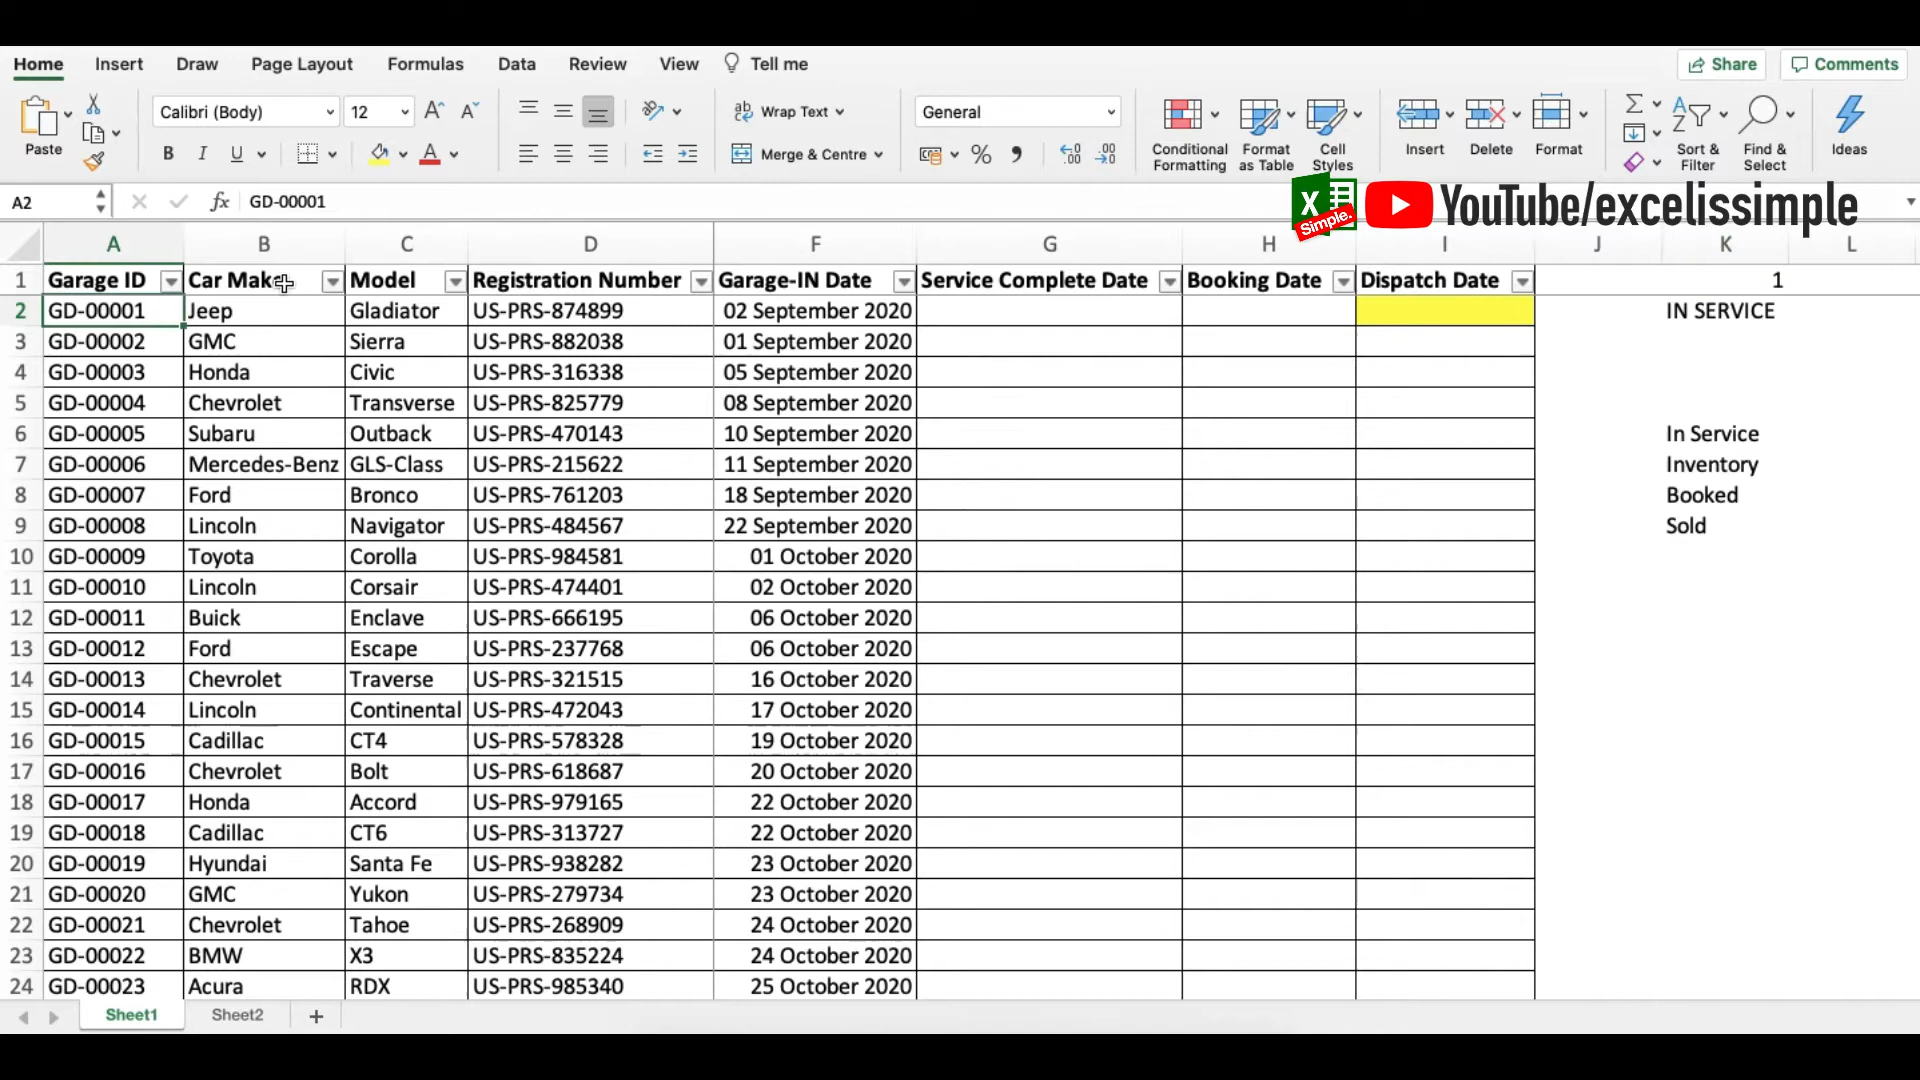 Home Insert Draw Page Layout Formulas Data Review View Tell me Share Comments
Calibri (Body) 12 A A Wrap Text General
Paste B I U A Merge & Centre % Conditional Formatting Format as Table Cell Styles Insert Delete Format Sort & Filter Find & Select Ideas
A2 fx GD-00001 X Simple. YouTube/excelissimple
A B C D F G H I J K L
1 Garage ID Car Make Model Registration Number Garage-IN Date Service Complete Date Booking Date Dispatch Date 1
2 GD-00001 Jeep Gladiator US-PRS-874899 02 September 2020 IN SERVICE
3 GD-00002 GMC Sierra US-PRS-882038 01 September 2020
4 GD-00003 Honda Civic US-PRS-316338 05 September 2020
5 GD-00004 Chevrolet Transverse US-PRS-825779 08 September 2020
6 GD-00005 Subaru Outback US-PRS-470143 10 September 2020 In Service
7 GD-00006 Mercedes-Benz GLS-Class US-PRS-215622 11 September 2020 Inventory
8 GD-00007 Ford Bronco US-PRS-761203 18 September 2020 Booked
9 GD-00008 Lincoln Navigator US-PRS-484567 22 September 2020 Sold
10 GD-00009 Toyota Corolla US-PRS-984581 01 October 2020
11 GD-00010 Lincoln Corsair US-PRS-474401 02 October 2020
12 GD-00011 Buick Enclave US-PRS-666195 06 October 2020
13 GD-00012 Ford Escape US-PRS-237768 06 October 2020
14 GD-00013 Chevrolet Traverse US-PRS-321515 16 October 2020
15 GD-00014 Lincoln Continental US-PRS-472043 17 October 2020
16 GD-00015 Cadillac CT4 US-PRS-578328 19 October 2020
17 GD-00016 Chevrolet Bolt US-PRS-618687 20 October 2020
18 GD-00017 Honda Accord US-PRS-979165 22 October 2020
19 GD-00018 Cadillac CT6 US-PRS-313727 22 October 2020
20 GD-00019 Hyundai Santa Fe US-PRS-938282 23 October 2020
21 GD-00020 GMC Yukon US-PRS-279734 23 October 2020
22 GD-00021 Chevrolet Tahoe US-PRS-268909 24 October 2020
23 GD-00022 BMW X3 US-PRS-835224 24 October 2020
24 GD-00023 Acura RDX US-PRS-985340 25 October 2020
Sheet1 Sheet2 +